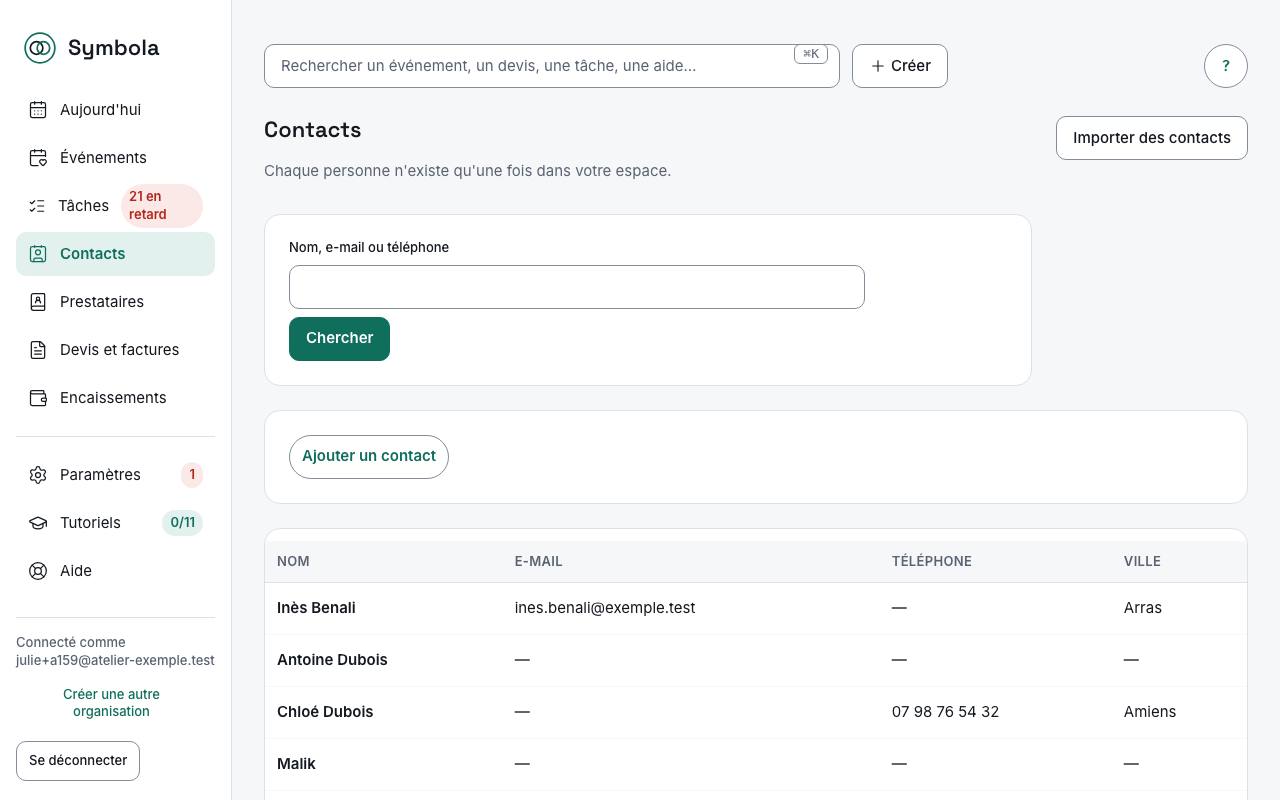 Symbola
Rechercher un événement, un devis, une tâche, une aide...
⌘K
Créer
?
Aujourd'hui
Événements
Tâches
21 en
retard
Contacts
Prestataires
Devis et factures
Encaissements
Paramètres
1
Tutoriels
0/11
Aide
Connecté comme
julie+a159@atelier-exemple.test
Créer une autre
organisation
Se déconnecter
Contacts
Importer des contacts
Chaque personne n'existe qu'une fois dans votre espace.
Nom, e-mail ou téléphone
Chercher
Ajouter un contact
NOM E-MAIL TÉLÉPHONE VILLE
Inès Benali ines.benali@exemple.test — Arras
Antoine Dubois — — —
Chloé Dubois — 07 98 76 54 32 Amiens
Malik — — —